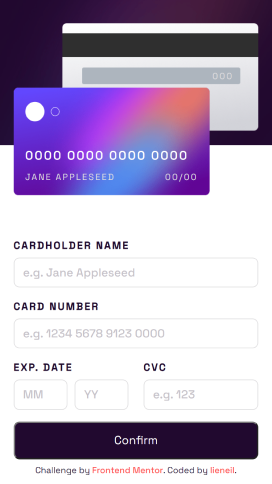 000
0000 0000 0000 0000
JANE APPLESEED 00/00
CARDHOLDER NAME
e.g. Jane Appleseed
CARD NUMBER
e.g. 1234 5678 9123 0000
EXP. DATE CVC
MM YY e.g. 123
Confirm
Challenge by Frontend Mentor. Coded by lieneil.